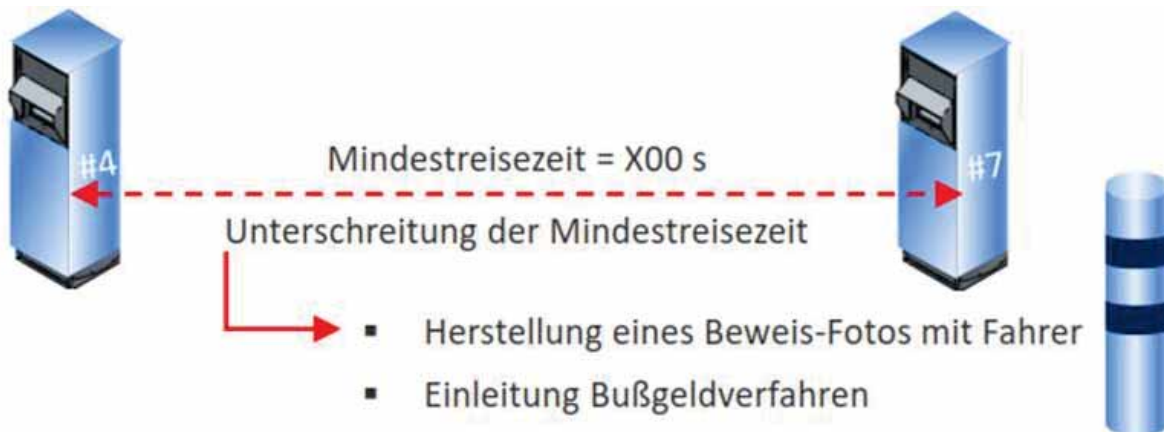 #4
#7
Mindestreisezeit = X00 s
Unterschreitung der Mindestreisezeit
▪ Herstellung eines Beweis-Fotos mit Fahrer
▪ Einleitung Bußgeldverfahren